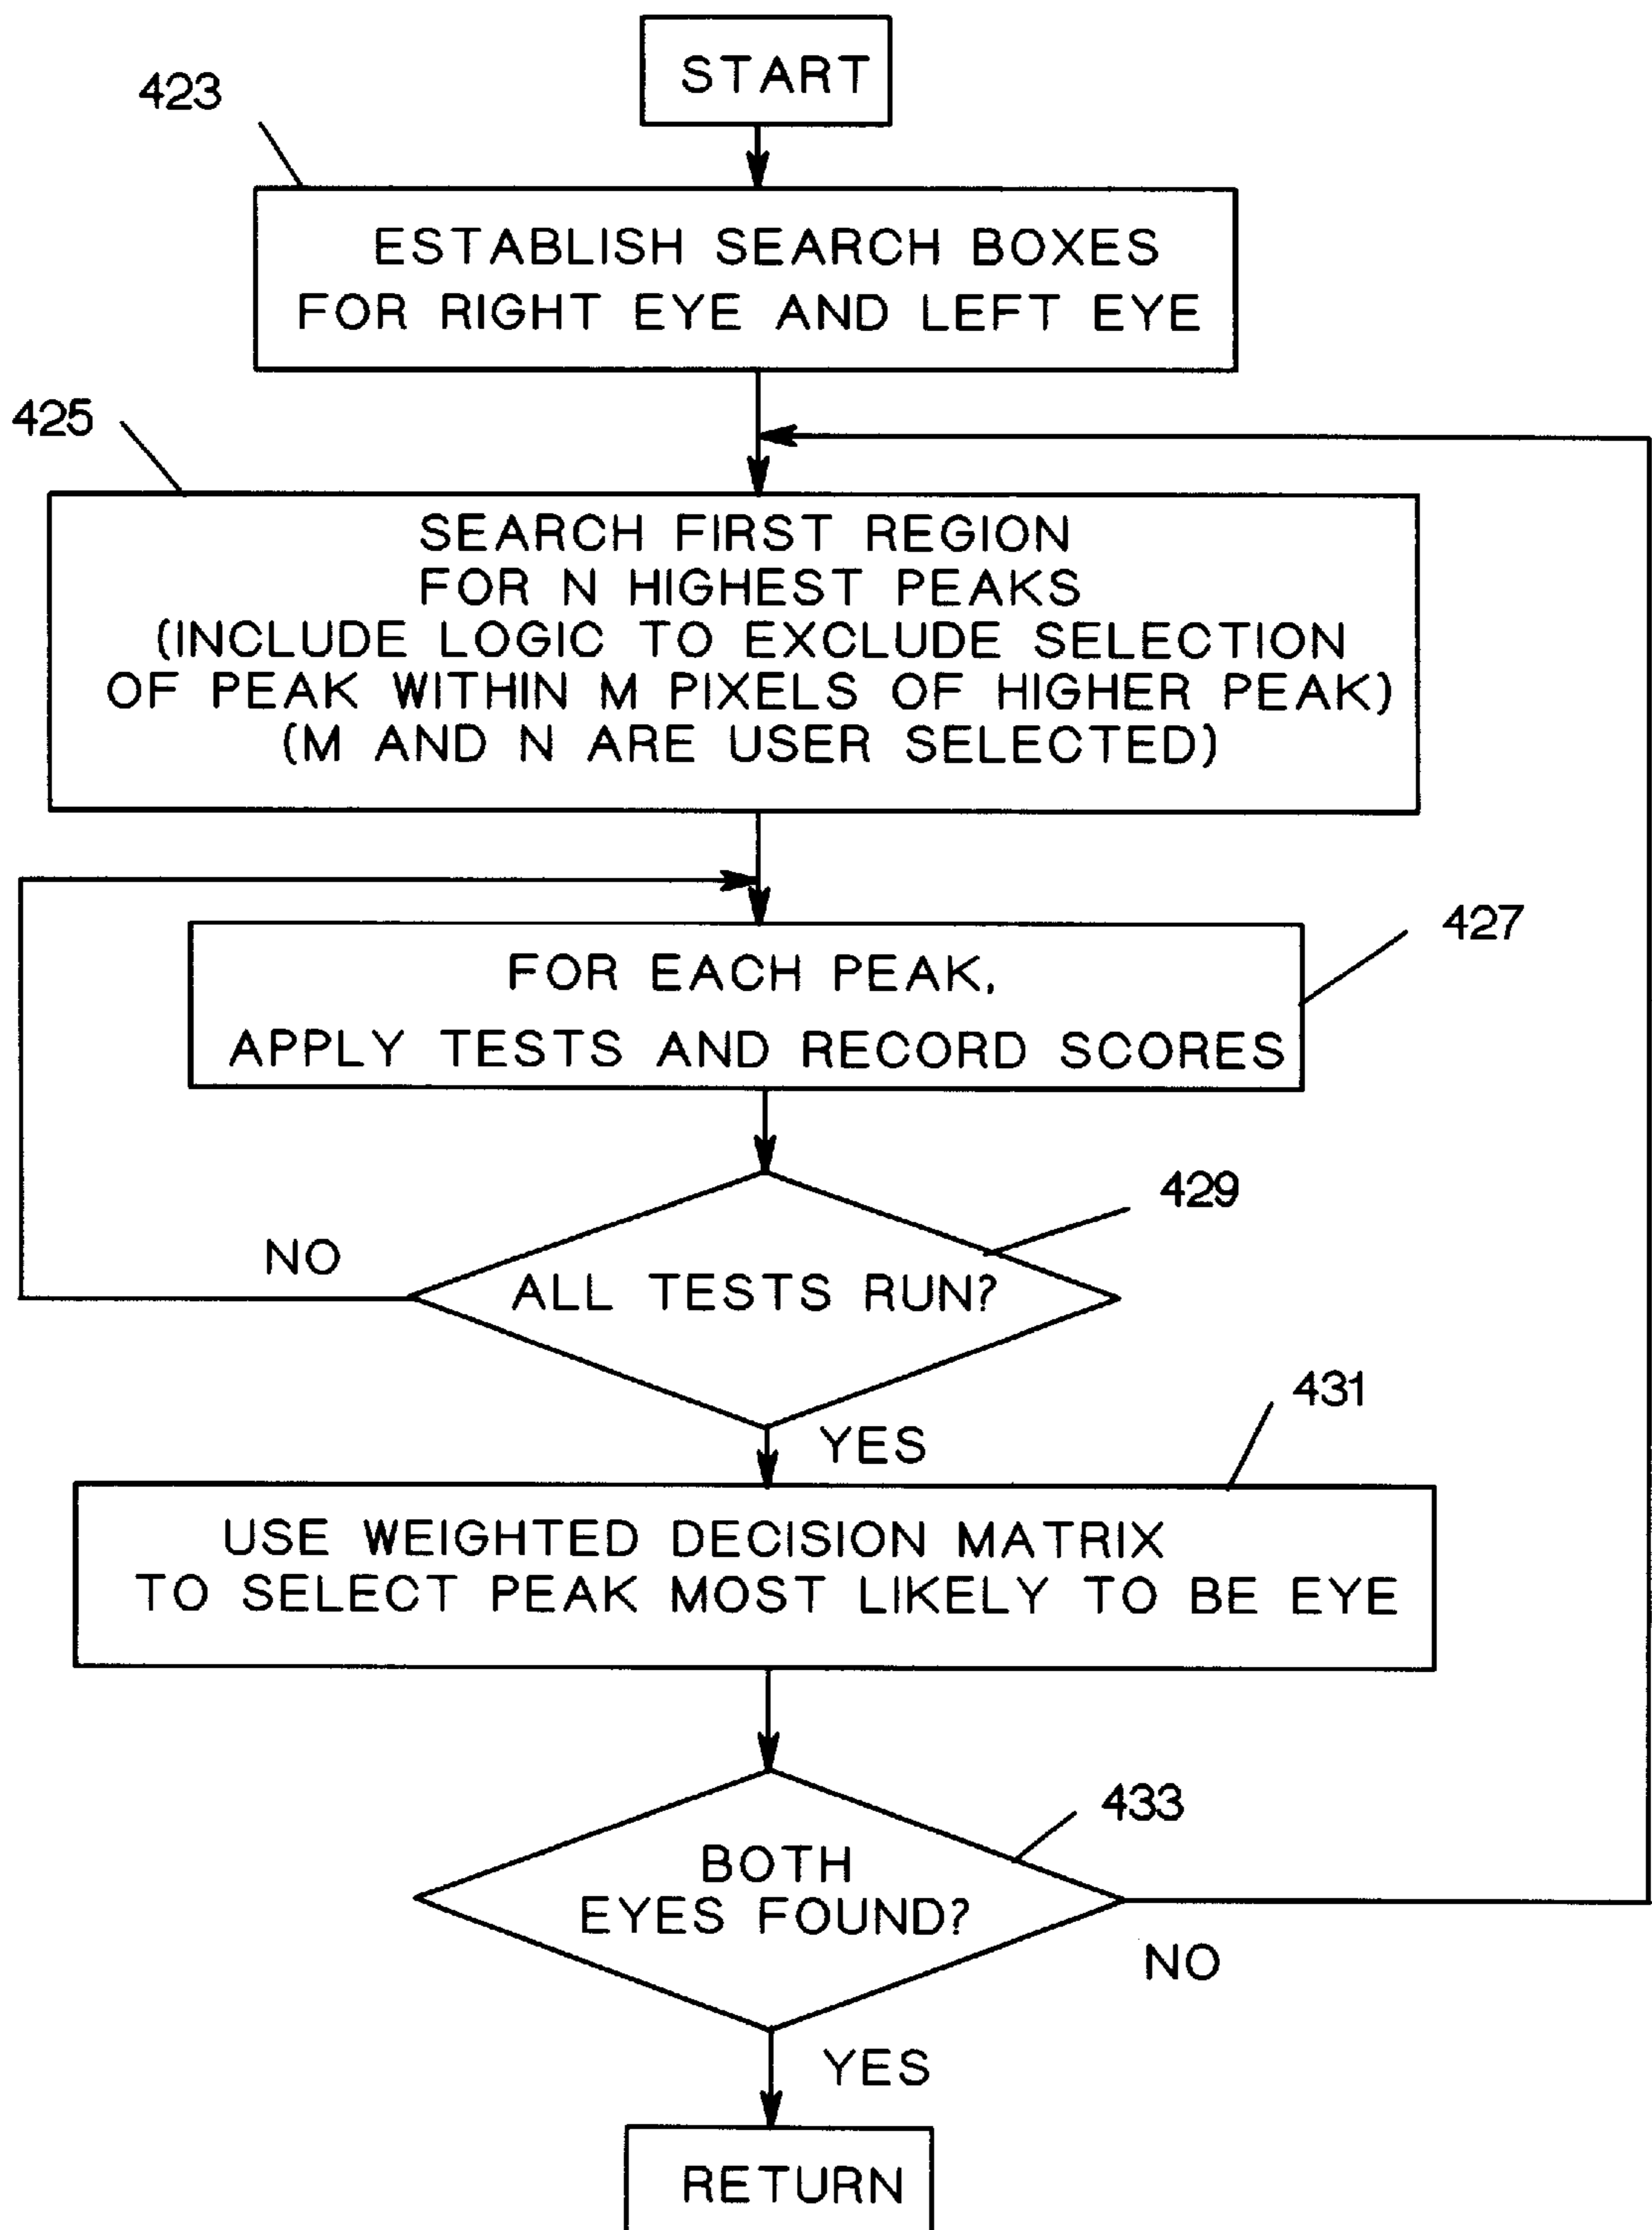 START
423
ESTABLISH SEARCH BOXES
FOR RIGHT EYE AND LEFT EYE
425
SEARCH FIRST REGION
FOR N HIGHEST PEAKS
(INCLUDE LOGIC TO EXCLUDE SELECTION
OF PEAK WITHIN M PIXELS OF HIGHER PEAK)
(M AND N ARE USER SELECTED)
427
FOR EACH PEAK,
APPLY TESTS AND RECORD SCORES
429
NO
ALL TESTS RUN?
YES
431
USE WEIGHTED DECISION MATRIX
TO SELECT PEAK MOST LIKELY TO BE EYE
433
BOTH
EYES FOUND?
NO
YES
RETURN